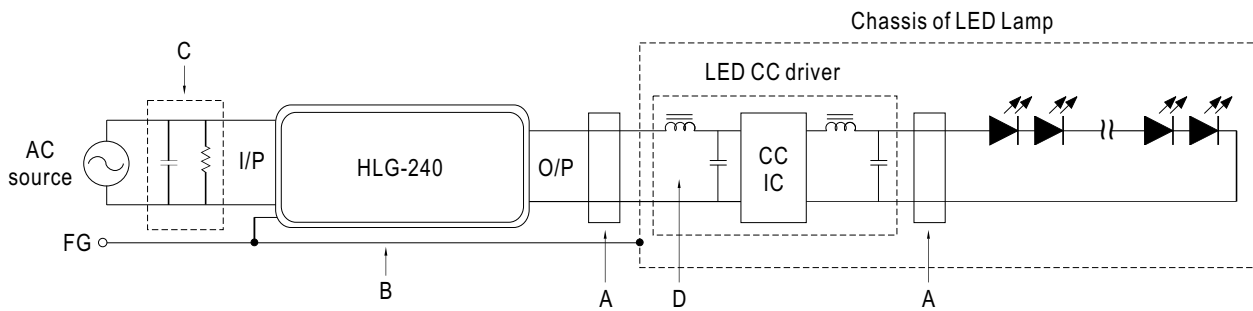 Chassis of LED Lamp
C
LED CC driver
AC
source
I/P
HLG-240
O/P
CC
IC
FG
B
A
D
A